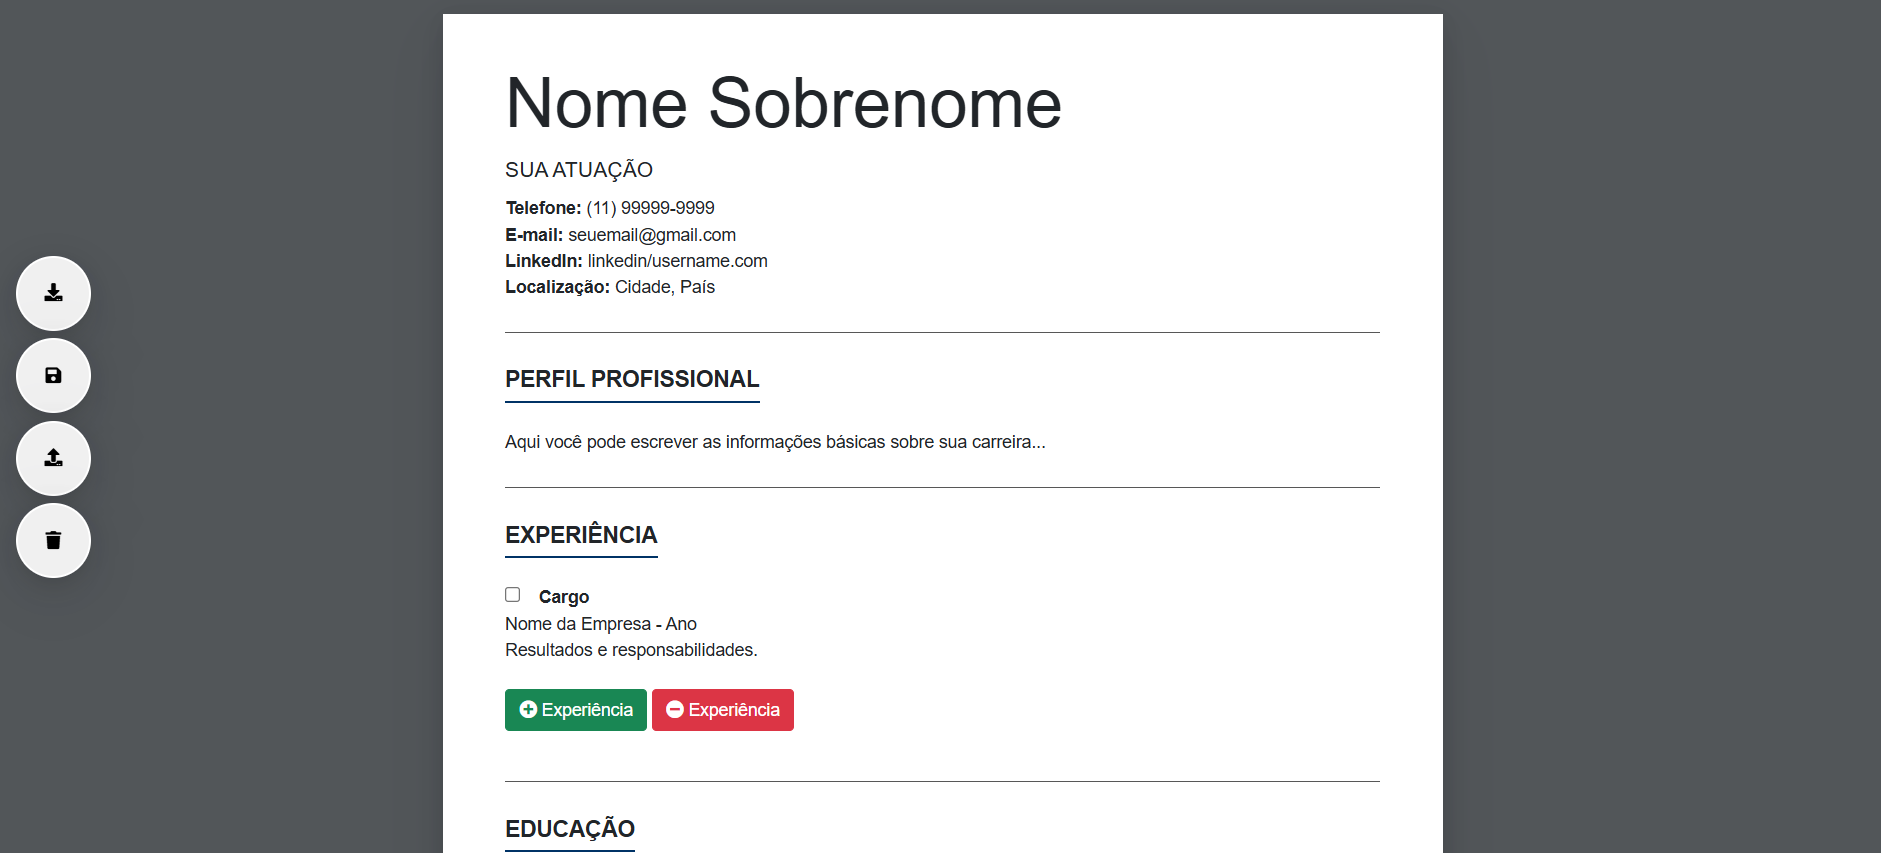 Nome Sobrenome
SUA ATUAÇÃO
Telefone: (11) 99999-9999
E-mail: seuemail@gmail.com
LinkedIn: linkedin/username.com
Localização: Cidade, País
PERFIL PROFISSIONAL
Aqui você pode escrever as informações básicas sobre sua carreira...
EXPERIÊNCIA
Cargo
Nome da Empresa - Ano
Resultados e responsabilidades.
Experiência Experiência
EDUCAÇÃO